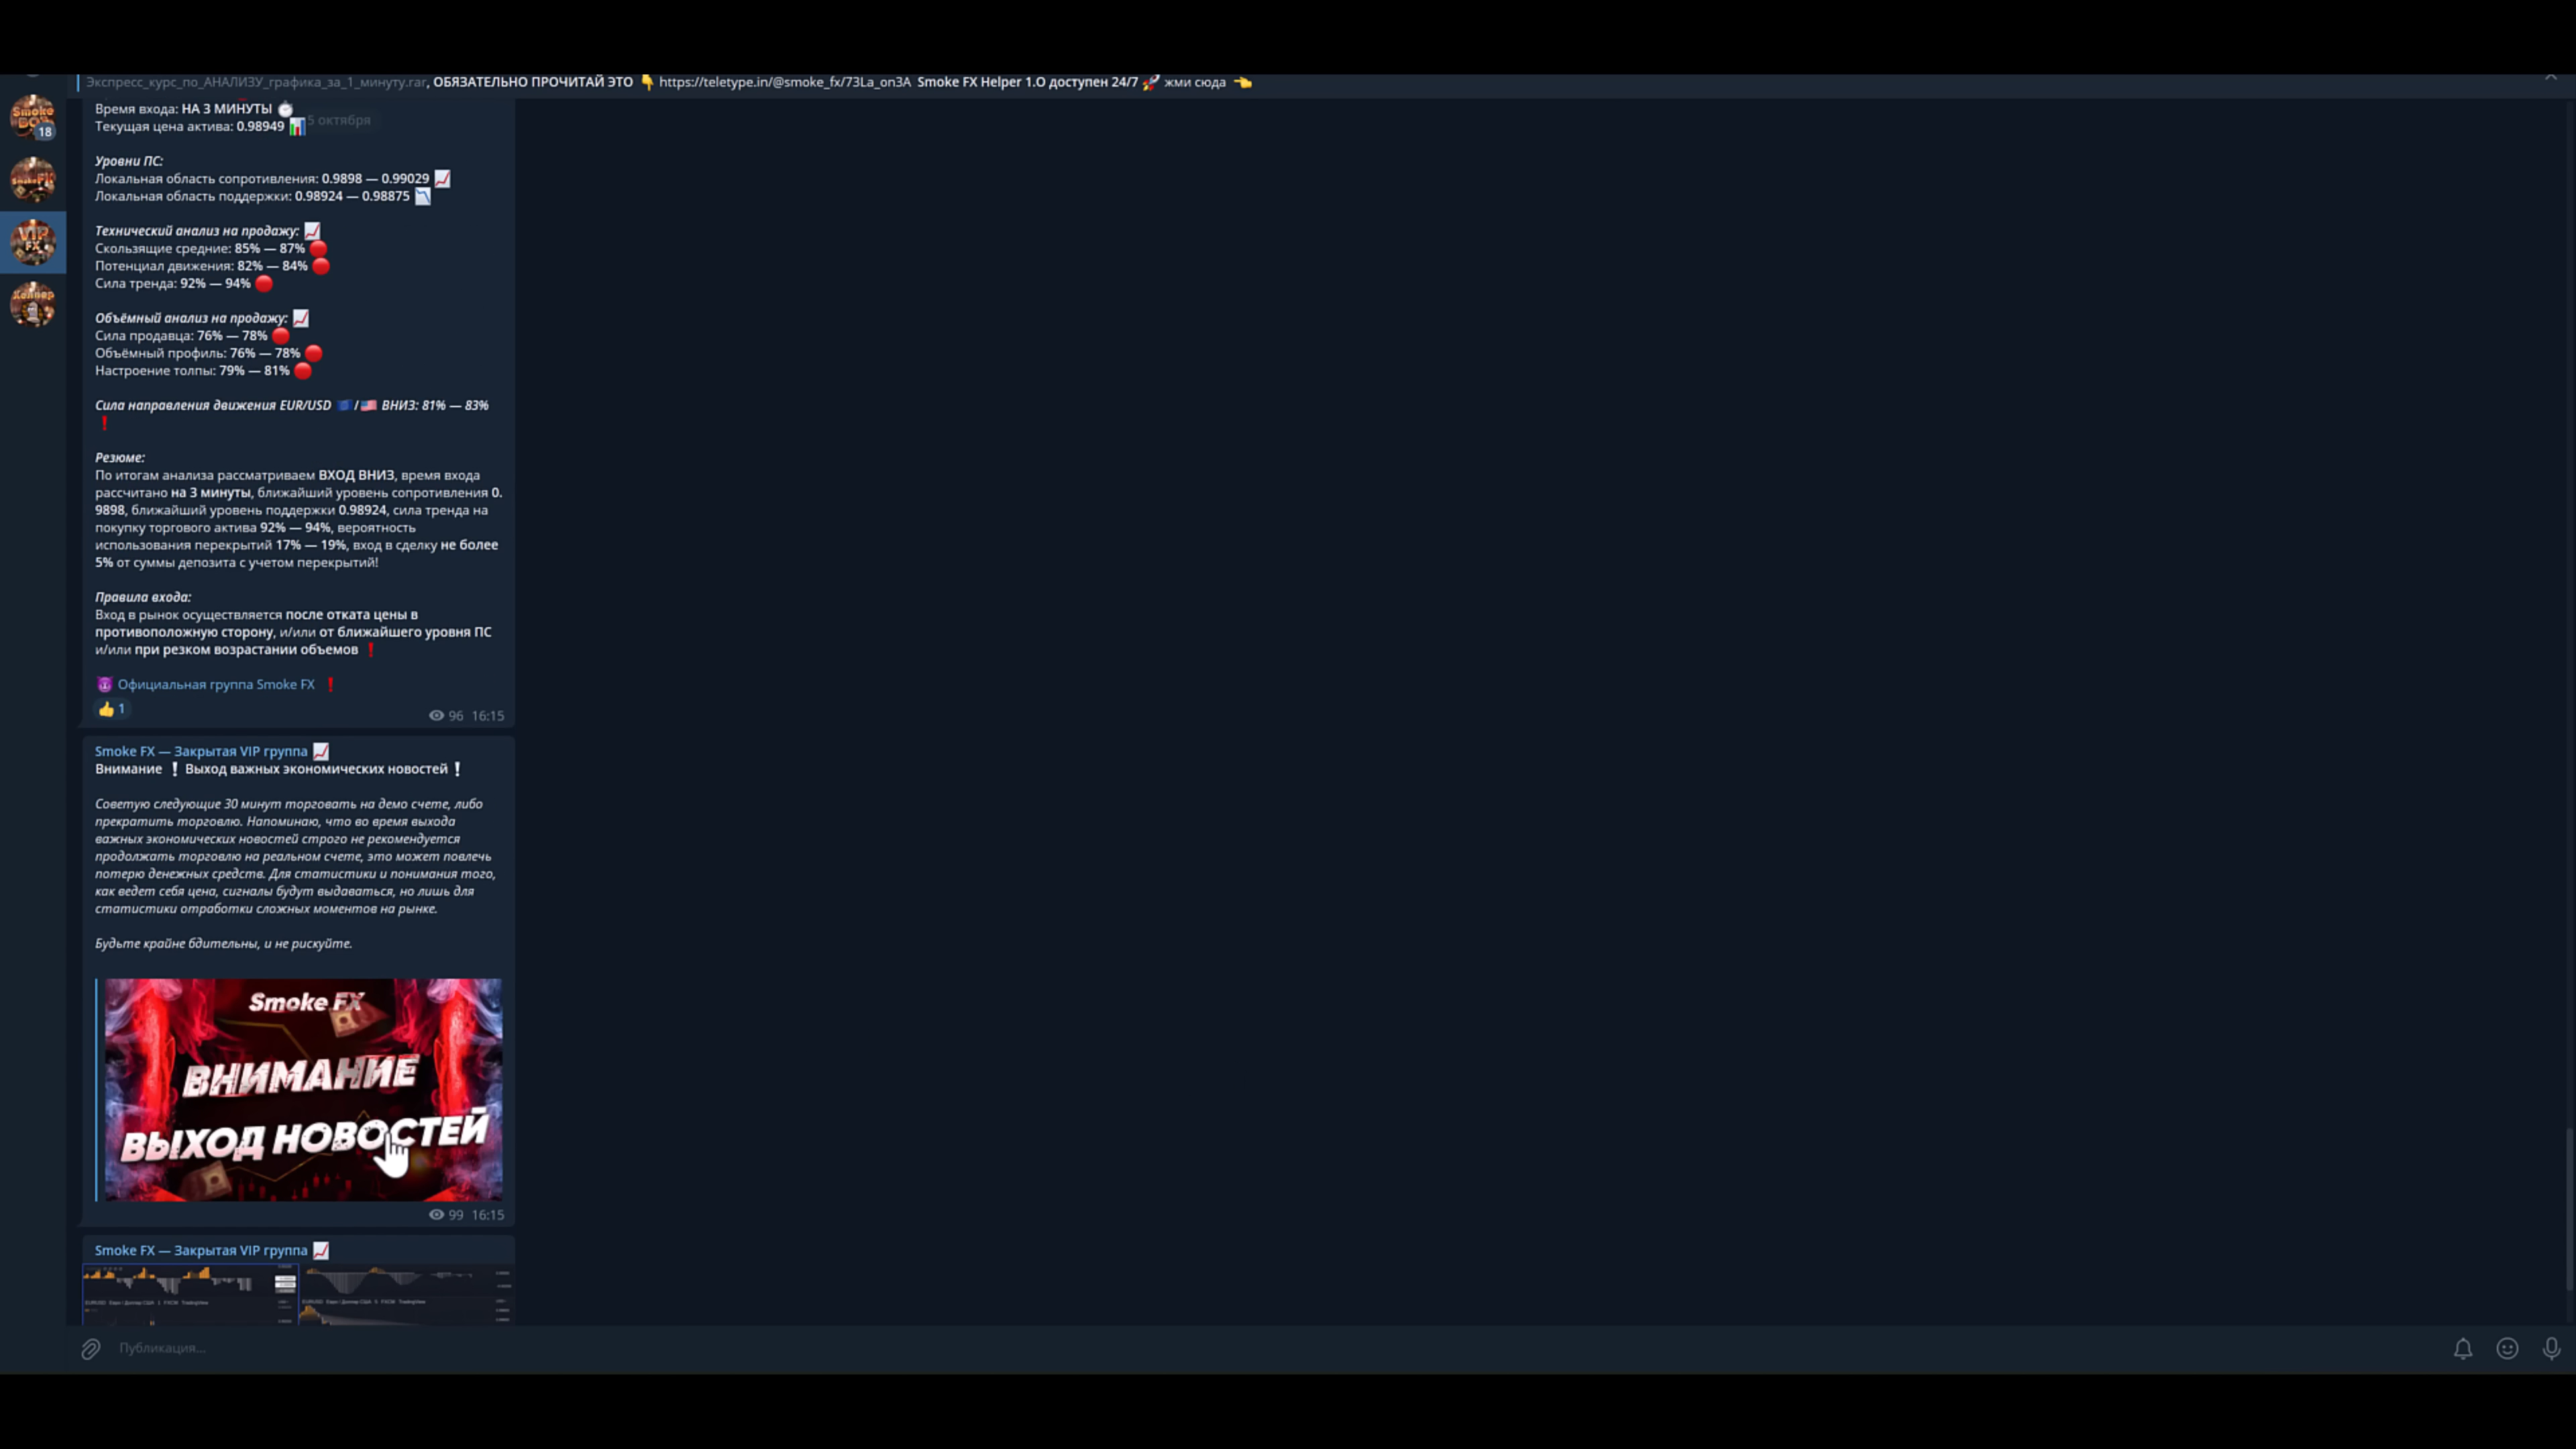 Экспресс_курс_по_АНАЛИЗУ_графика_за_1_минуту.rar, ОБЯЗАТЕЛЬНО ПРОЧИТАЙ ЭТО 👇 https://teletype.in/@smoke_fx/73La_on3A Smoke FX Helper 1.O доступен 24/7 🚀 жми сюда 👈
Время входа: НА 3 МИНУТЫ ⏱
5 октября
Текущая цена актива: 0.98949 📊
Уровни ПС:
Локальная область сопротивления: 0.9898 — 0.99029 📈
Локальная область поддержки: 0.98924 — 0.98875 📉
Технический анализ на продажу: 📈
Скользящие средние: 85% — 87% 🔴
Потенциал движения: 82% — 84% 🔴
Сила тренда: 92% — 94% 🔴
Объёмный анализ на продажу: 📈
Сила продавца: 76% — 78% 🔴
Объёмный профиль: 76% — 78% 🔴
Настроение толпы: 79% — 81% 🔴
Сила направления движения EUR/USD 🇪🇺/🇺🇸 ВНИЗ: 81% — 83%
❗
Резюме:
По итогам анализа рассматриваем ВХОД ВНИЗ, время входа
рассчитано на 3 минуты, ближайший уровень сопротивления 0.
9898, ближайший уровень поддержки 0.98924, сила тренда на
покупку торгового актива 92% — 94%, вероятность
использования перекрытий 17% — 19%, вход в сделку не более
5% от суммы депозита с учетом перекрытий!
Правила входа:
Вход в рынок осуществляется после отката цены в
противоположную сторону, и/или от ближайшего уровня ПС
и/или при резком возрастании объемов ❗
😈 Официальная группа Smoke FX ❗
👍 1
96 16:15
Smoke FX — Закрытая VIP группа 📈
Внимание ❕ Выход важных экономических новостей ❕
Советую следующие 30 минут торговать на демо счете, либо
прекратить торговлю. Напоминаю, что во время выхода
важных экономических новостей строго не рекомендуется
продолжать торговлю на реальном счете, это может повлечь
потерю денежных средств. Для статистики и понимания того,
как ведет себя цена, сигналы будут выдаваться, но лишь для
статистики отработки сложных моментов на рынке.
Будьте крайне бдительны, и не рискуйте.
Smoke FX
ВНИМАНИЕ
ВЫХОД НОВОСТЕЙ
99 16:15
Smoke FX — Закрытая VIP группа 📈
Публикация...
Smoke
18
VIP
FX
Хелпер